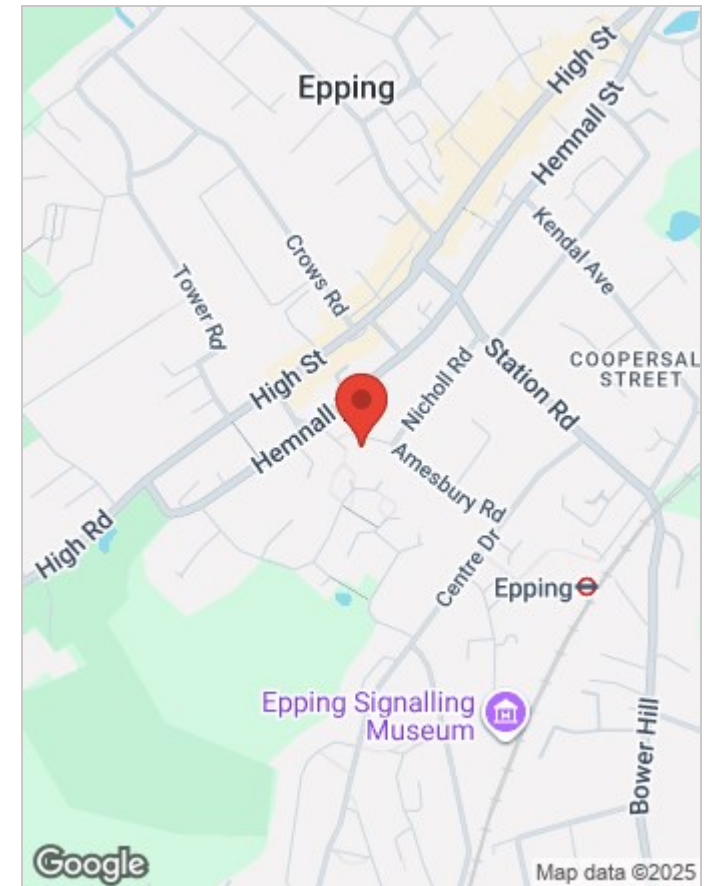 Epping
High St
Hemnall St
Kendal Ave
Crows Rd
Tower Rd
COOPERSAL
STREET
Station Rd
Nicholl Rd
High St
Hemnall
Amesbury Rd
High Rd
Centre Dr
Epping
Epping Signalling
Museum
Bower Hill
Google
Map data ©2025